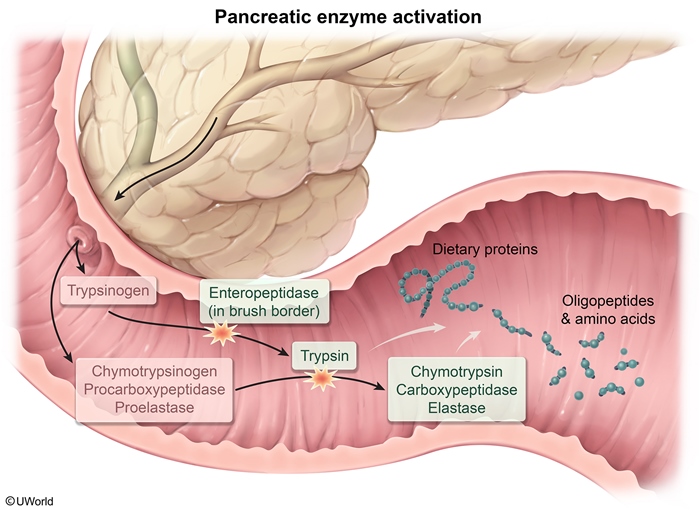 Pancreatic enzyme activation
Dietary proteins
Oligopeptides
& amino acids
Trypsinogen
Enteropeptidase
(in brush border)
Trypsin
Chymotrypsinogen
Procarboxypeptidase
Proelastase
Chymotrypsin
Carboxypeptidase
Elastase
©UWorld